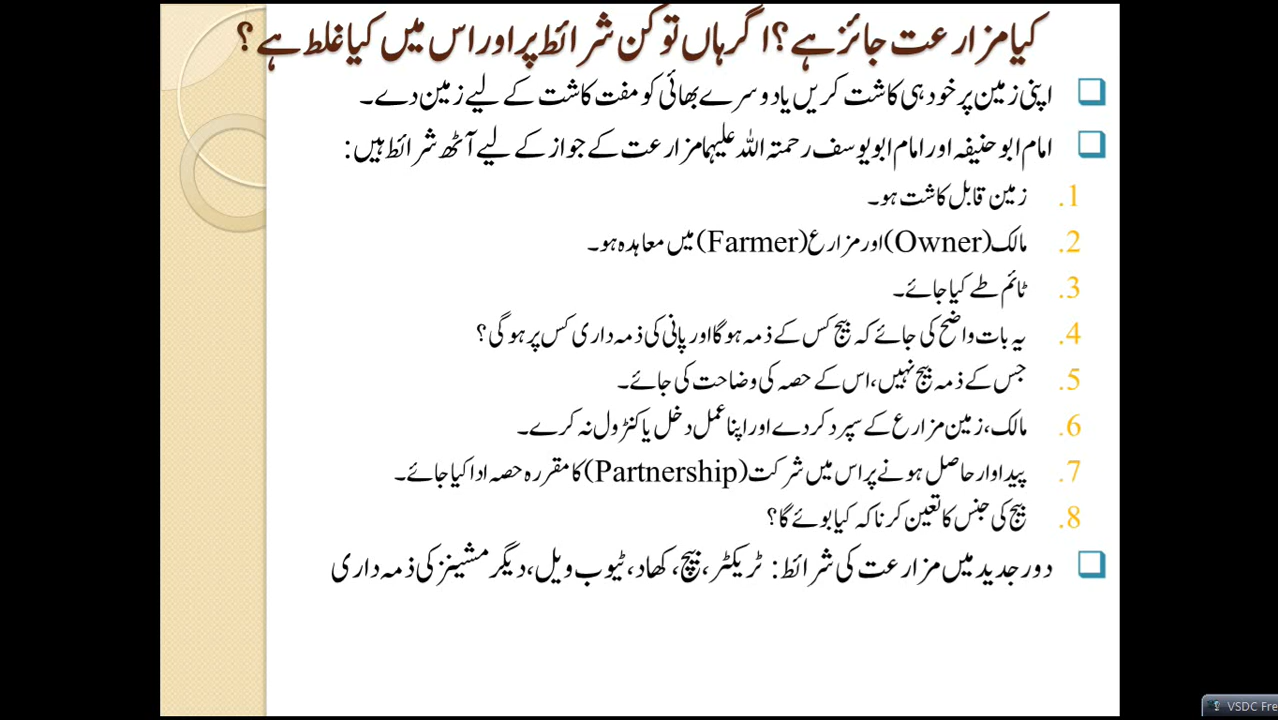 کیا مزارعت جائز ہے؟ اگر ہاں تو کن شرائط پر اور اس میں کیا غلط ہے؟
اپنی زمین پر خود ہی کاشت کریں یا دوسرے بھائی کو مفت کاشت کے لیے زمین دے۔
امام ابو حنیفہ اور امام ابو یوسف رحمتہ اللہ علیہما مزارعت کے جواز کے لیے آٹھ شرائط ہیں:
1. زمین قابل کاشت ہو۔
2. مالک (Owner) اور مزارع (Farmer) میں معاہدہ ہو۔
3. ٹائم طے کیا جائے۔
4. یہ بات واضح کی جائے کہ بیج کس کے ذمہ ہو گا اور پانی کی ذمہ داری کس پر ہو گی؟
5. جس کے ذمہ بیج نہیں، اس کے حصہ کی وضاحت کی جائے۔
6. مالک، زمین مزارع کے سپرد کر دے اور اپنا عمل دخل یا کنٹرول نہ کرے۔
7. پیداوار حاصل ہونے پر اس میں شرکت (Partnership) کا مقررہ حصہ ادا کیا جائے۔
8. بیج کی جنس کا تعین کرنا کہ کیا بوئے گا؟
دور جدید میں مزارعت کی شرائط: ٹریکٹر، بیچ، کھاد، ٹیوب ویل، دیگر مشینز کی ذمہ داری
VSDC Fre